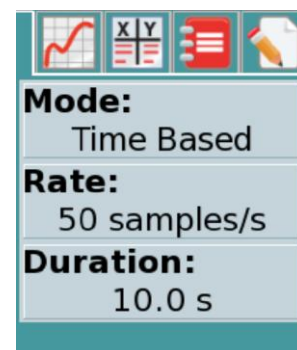 X Y
Mode:
Time Based
Rate:
50 samples/s
Duration:
10.0 s